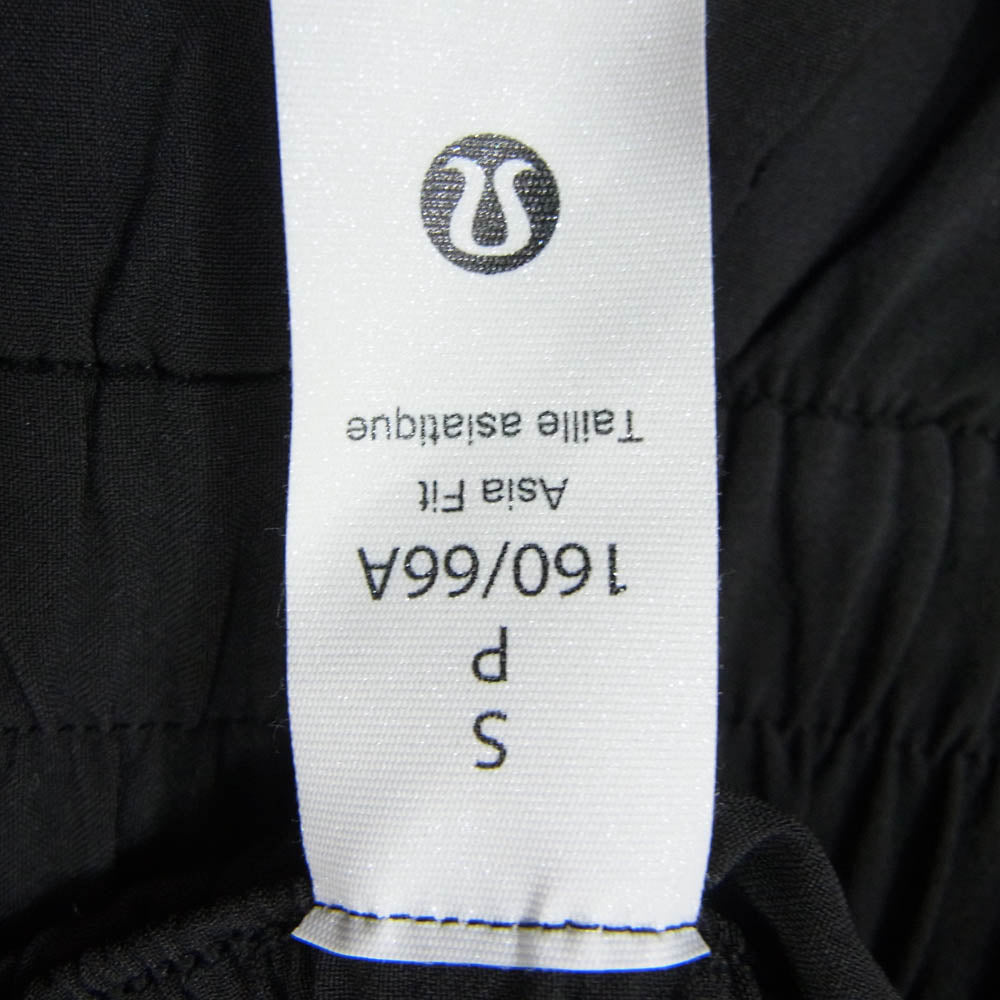 S
P
160/66A
Asia Fit
Taille asiatique